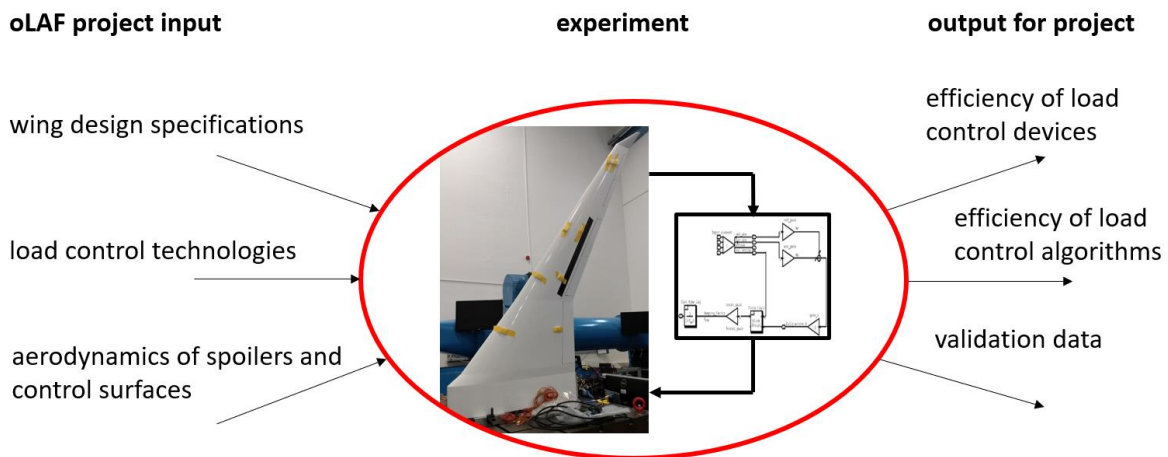 oLAF project input
experiment
output for project
wing design specifications
load control technologies
aerodynamics of spoilers and
control surfaces
efficiency of load
control devices
efficiency of load
control algorithms
validation data